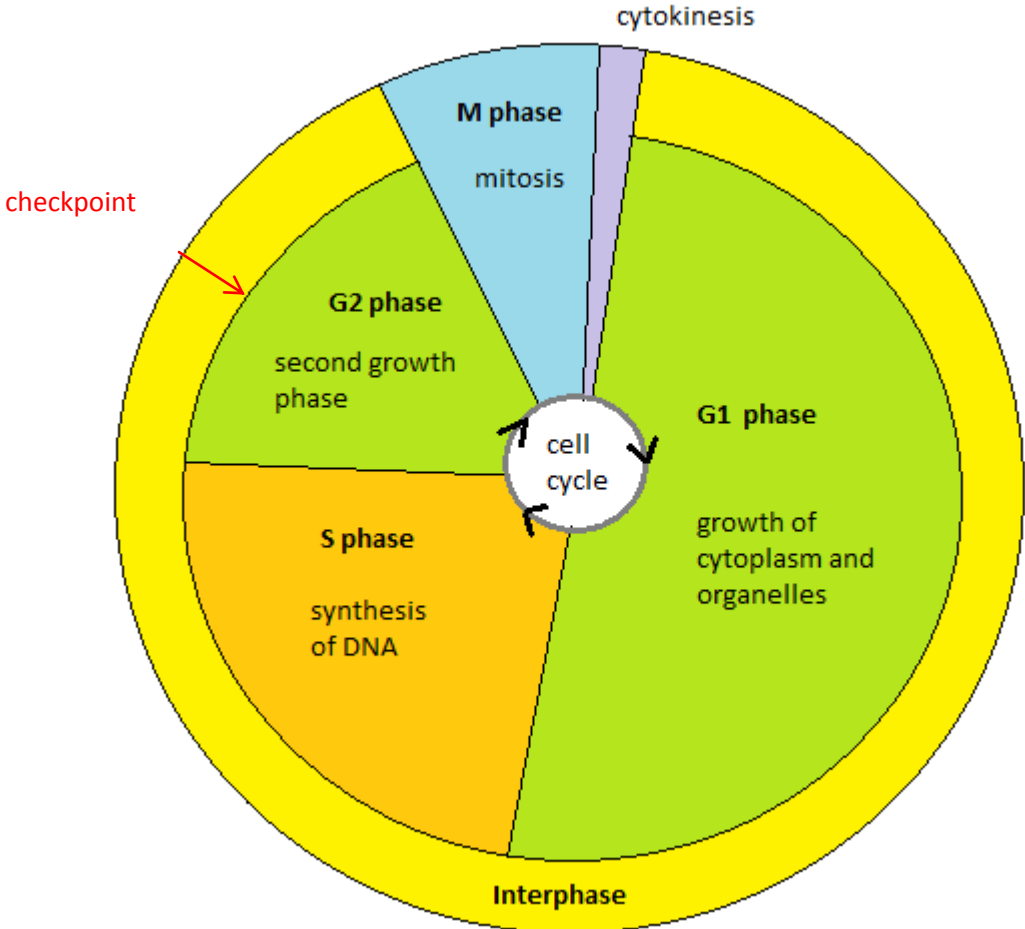 cytokinesis
M phase
mitosis
checkpoint
G2 phase
second growth
phase
cell
cycle
G1 phase
growth of
cytoplasm and
organelles
S phase
synthesis
of DNA
Interphase